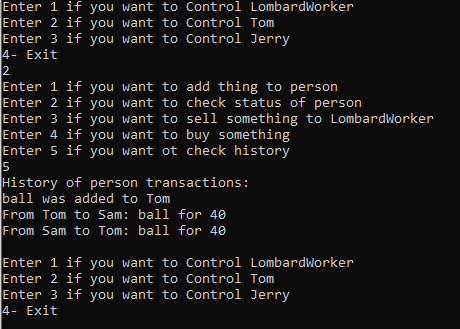 Enter 1 if you want to Control LombardWorker
Enter 2 if you want to Control Tom
Enter 3 if you want to Control Jerry
4- Exit
2
Enter 1 if you want to add thing to person
Enter 2 if you want to check status of person
Enter 3 if you want to sell something to LombardWorker
Enter 4 if you want to buy something
Enter 5 if you want ot check history
5
History of person transactions:
ball was added to Tom
From Tom to Sam: ball for 40
From Sam to Tom: ball for 40
Enter 1 if you want to Control LombardWorker
Enter 2 if you want to Control Tom
Enter 3 if you want to Control Jerry
4- Exit